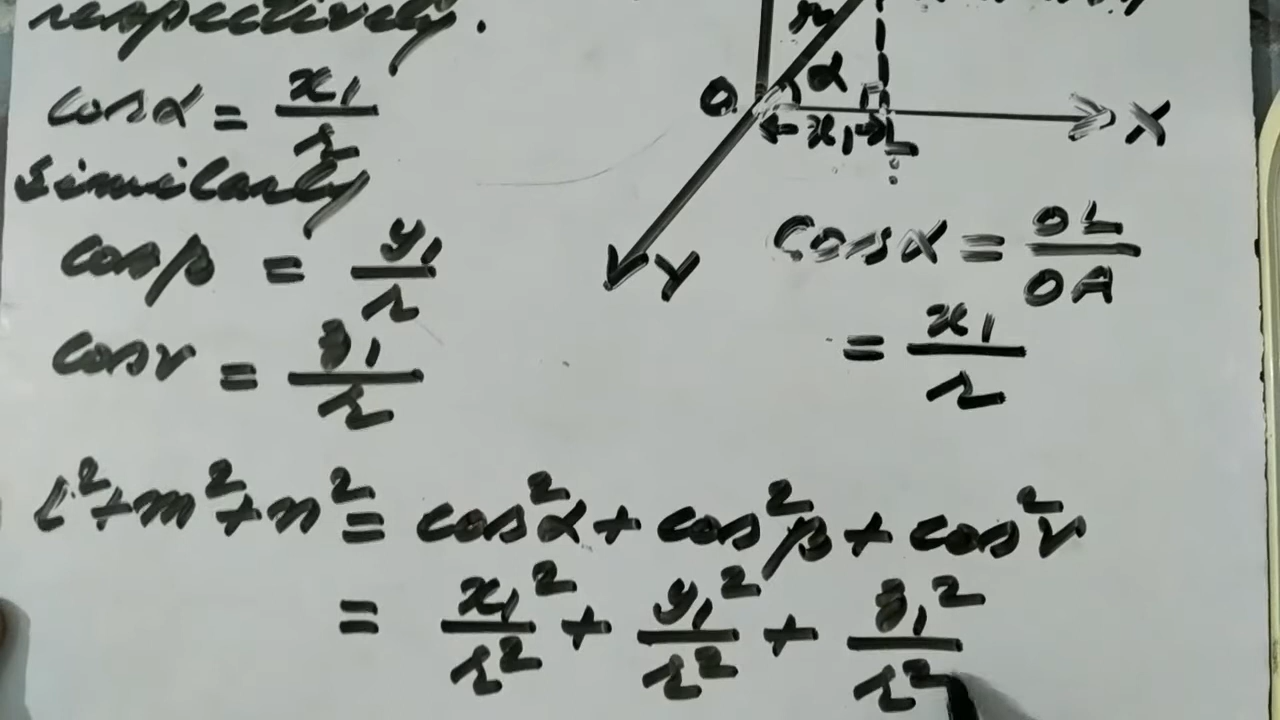 respectively.
cosα = x₁/r
similarly
cosβ = y₁/r
cosγ = z₁/r
O α x₁ L X
Y
cosα = OL/OA
= x₁/r
l² + m² + n² = cos²α + cos²β + cos²γ
= x₁²/r² + y₁²/r² + z₁²/r²